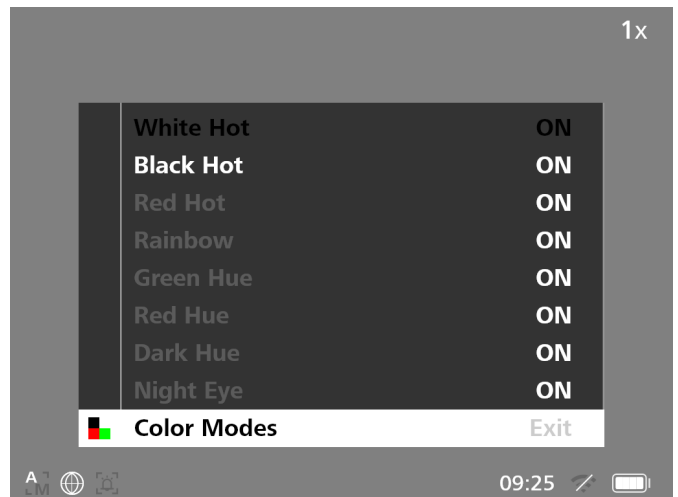 1x
White Hot ON
Black Hot ON
Red Hot ON
Rainbow ON
Green Hue ON
Red Hue ON
Dark Hue ON
Night Eye ON
Color Modes Exit
A M 09:25